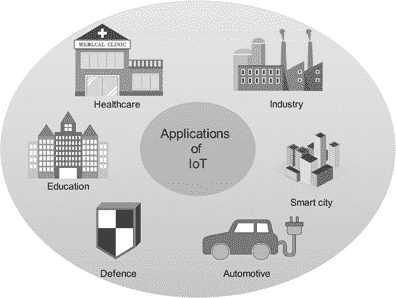 MEDICAL CLINIC
Healthcare
Industry
Applications
of
IoT
Education
Smart city
Defence
Automotive